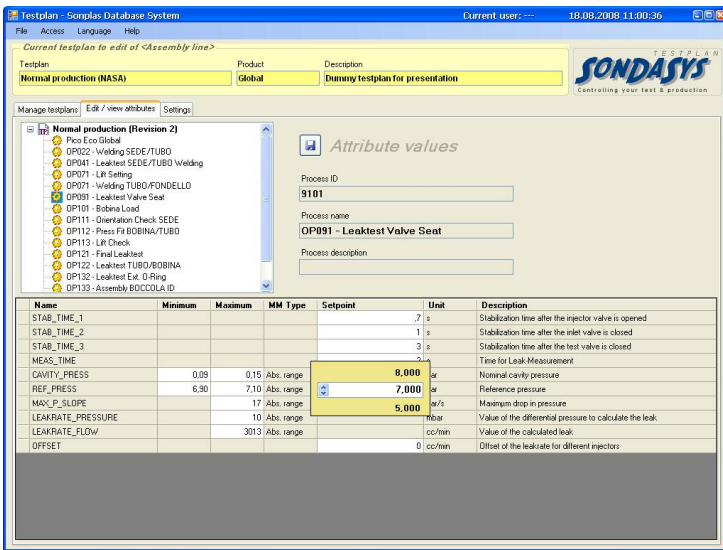 Testplan - Sonplas Database System Current user: --- 18.08.2008 11:00:36
File Access Language Help
Current testplan to edit of <Assembly line>
Testplan Product Description
Normal production (NASA) Global Dummy testplan for presentation
TESTPLAN
SONDASYS
Controlling your test & production
Manage testplans Edit / view attributes Settings
Normal production (Revision 2)
Pico Eco Global
OP022 - Welding SEDE/TUBO
OP041 - Leaktest SEDE/TUBO Welding
OP071 - Lift Setting
OP071 - Welding TUBO/FONDELLO
OP091 - Leaktest Valve Seat
OP101 - Bobina Load
OP111 - Orientation Check SEDE
OP112 - Press Fit BOBINA/TUBO
OP113 - Lift Check
OP121 - Final Leaktest
OP122 - Leaktest TUBO/BOBINA
OP132 - Leaktest Ext. O-Ring
OP133 - Assembly BOCCOLA ID
Attribute values
Process ID
9101
Process name
OP091 - Leaktest Valve Seat
Process description
Name Minimum Maximum MM Type Setpoint Unit Description
STAB_TIME_1 ,7 s Stabilization time after the injector valve is opened
STAB_TIME_2 1 s Stabilization time after the inlet valve is closed
STAB_TIME_3 3 s Stabilization time after the test valve is closed
MEAS_TIME Time for Leak-Measurement
CAVITY_PRESS 0,09 0,15 Abs. range 8,000 ar Nominal cavity pressure
REF_PRESS 6,90 7,10 Abs. range 7,000 ar Reference pressure
MAX_P_SLOPE 17 Abs. range 5,000 ar/s Maximum drop in pressure
LEAKRATE_PRESSURE 10 Abs. range mbar Value of the differential pressure to calculate the leak
LEAKRATE_FLOW 3013 Abs. range cc/min Value of the calculated leak
OFFSET 0 cc/min Offset of the leakrate for different injectors